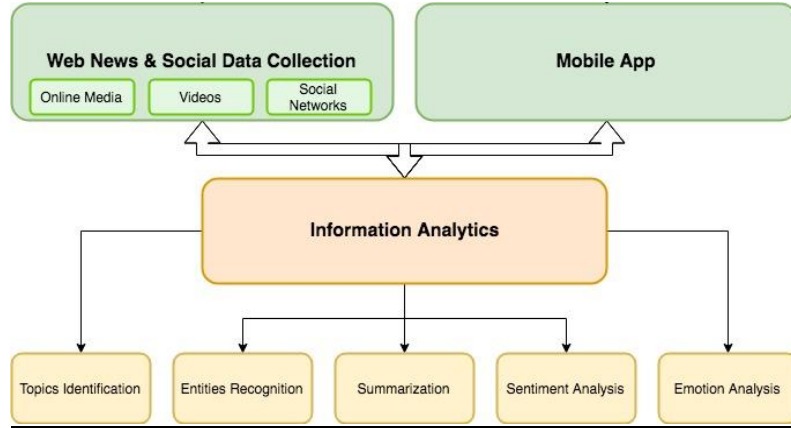 Web News & Social Data Collection
Mobile App
Online Media
Videos
Social
Networks
Information Analytics
Topics Identification
Entities Recognition
Summarization
Sentiment Analysis
Emotion Analysis